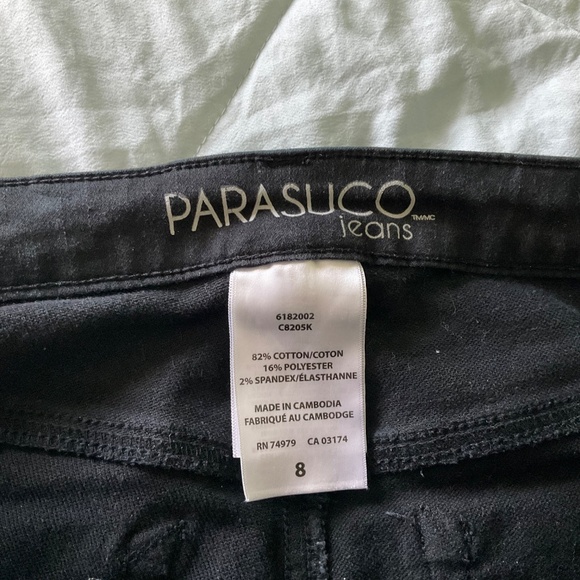 PARASUCO
jeans TM/MC
6182002
C8205K
82% COTTON/COTON
16% POLYESTER
2% SPANDEX/ÉLASTHANNE
MADE IN CAMBODIA
FABRIQUÉ AU CAMBODGE
RN 74979 CA 03174
8